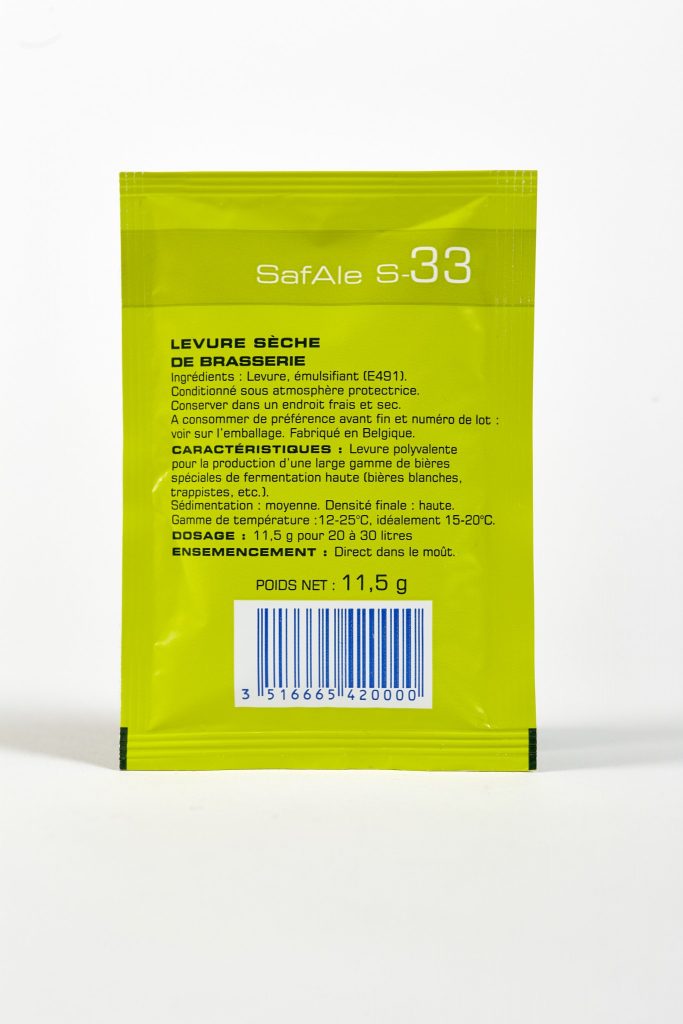 SafAle S-33
LEVURE SÈCHE
DE BRASSERIE
Ingrédients : Levure, émulsifiant (E491).
Conditionné sous atmosphère protectrice.
Conserver dans un endroit frais et sec.
A consommer de préférence avant fin et numéro de lot :
voir sur l'emballage. Fabriqué en Belgique.
CARACTÉRISTIQUES : Levure polyvalente
pour la production d'une large gamme de bières
spéciales de fermentation haute (bières blanches,
trappistes, etc.).
Sédimentation : moyenne. Densité finale : haute.
Gamme de température :12-25°C, idéalement 15-20°C.
DOSAGE : 11,5 g pour 20 à 30 litres
ENSEMENCEMENT : Direct dans le moût.
POIDS NET : 11,5 g
3 516665 420000